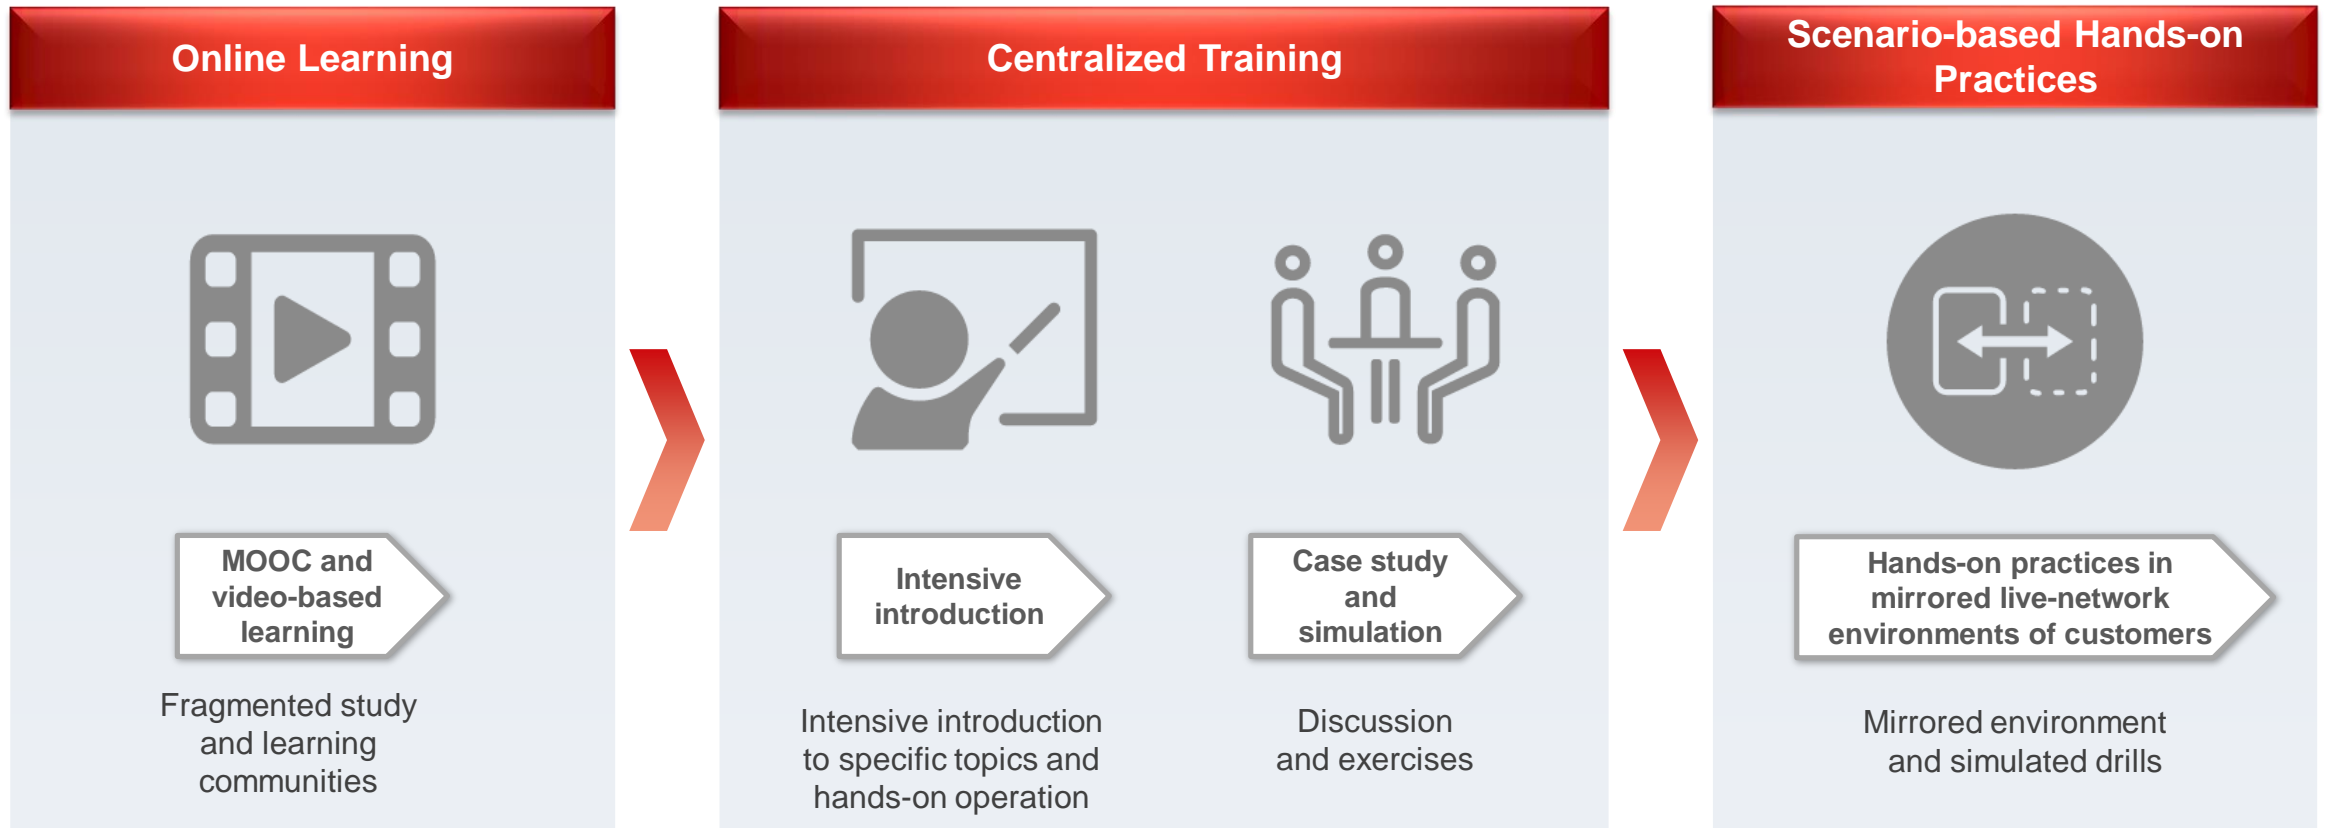 Online Learning
MOOC and
video-based
learning
Fragmented study
and learning
communities
Centralized Training
Intensive
introduction
Intensive introduction
to specific topics and
hands-on operation
Case study
and
simulation
Discussion
and exercises
Scenario-based Hands-on
Practices
Hands-on practices in
mirrored live-network
environments of customers
Mirrored environment
and simulated drills